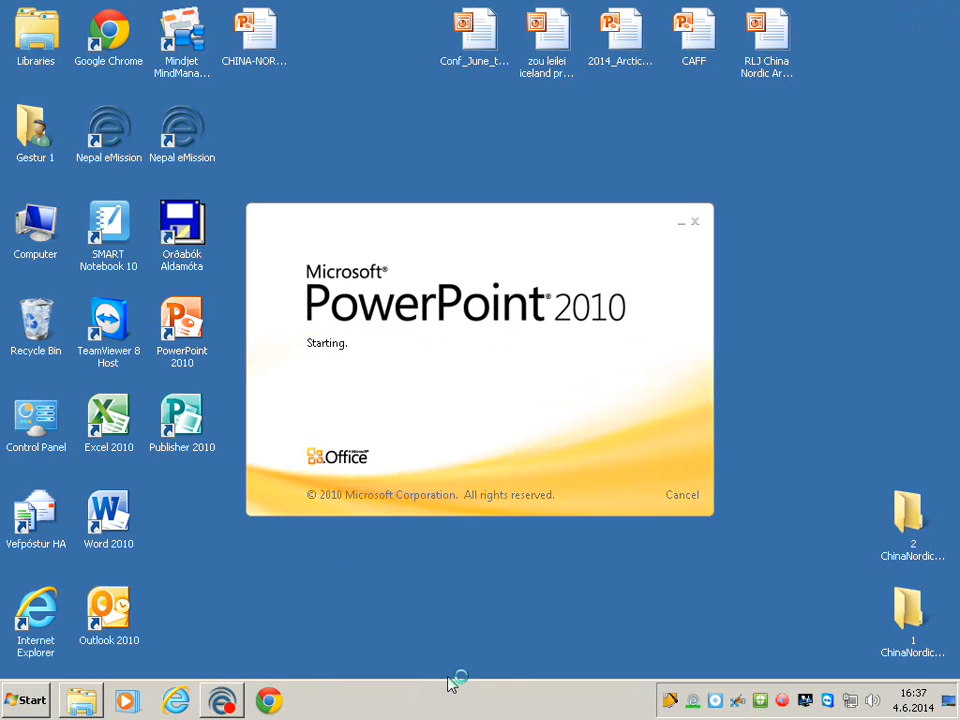 Libraries
Google Chrome
Mindjet
MindMana...
CHINA-NOR...
Conf_June_t...
zou leilei
iceland pr...
2014_Arctic...
CAFF
RLJ China
Nordic Ar...
Gestur 1
Nepal eMission
Nepal eMission
Computer
SMART
Notebook 10
Orðabók
Aldamóta
Recycle Bin
TeamViewer 8
Host
PowerPoint
2010
Control Panel
Excel 2010
Publisher 2010
Vefpóstur HA
Word 2010
Internet
Explorer
Outlook 2010
Microsoft®
PowerPoint® 2010
Starting.
Office
© 2010 Microsoft Corporation. All rights reserved.
Cancel
2
ChinaNordic...
1
ChinaNordic...
Start
16:37
4.6.2014